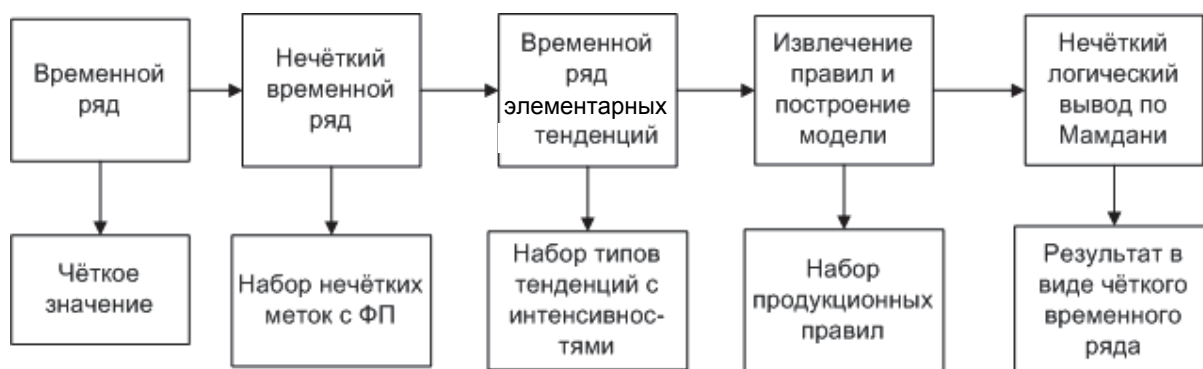 Временной
ряд
Нечёткий
временной
ряд
Временной
ряд
элементарных
тенденций
Извлечение
правил и
построение
модели
Нечёткий
логический
вывод по
Мамдани
Чёткое
значение
Набор нечётких
меток с ФП
Набор типов
тенденций с
интенсивнос-
тями
Набор
продукционных
правил
Результат в
виде чёткого
временного
ряда